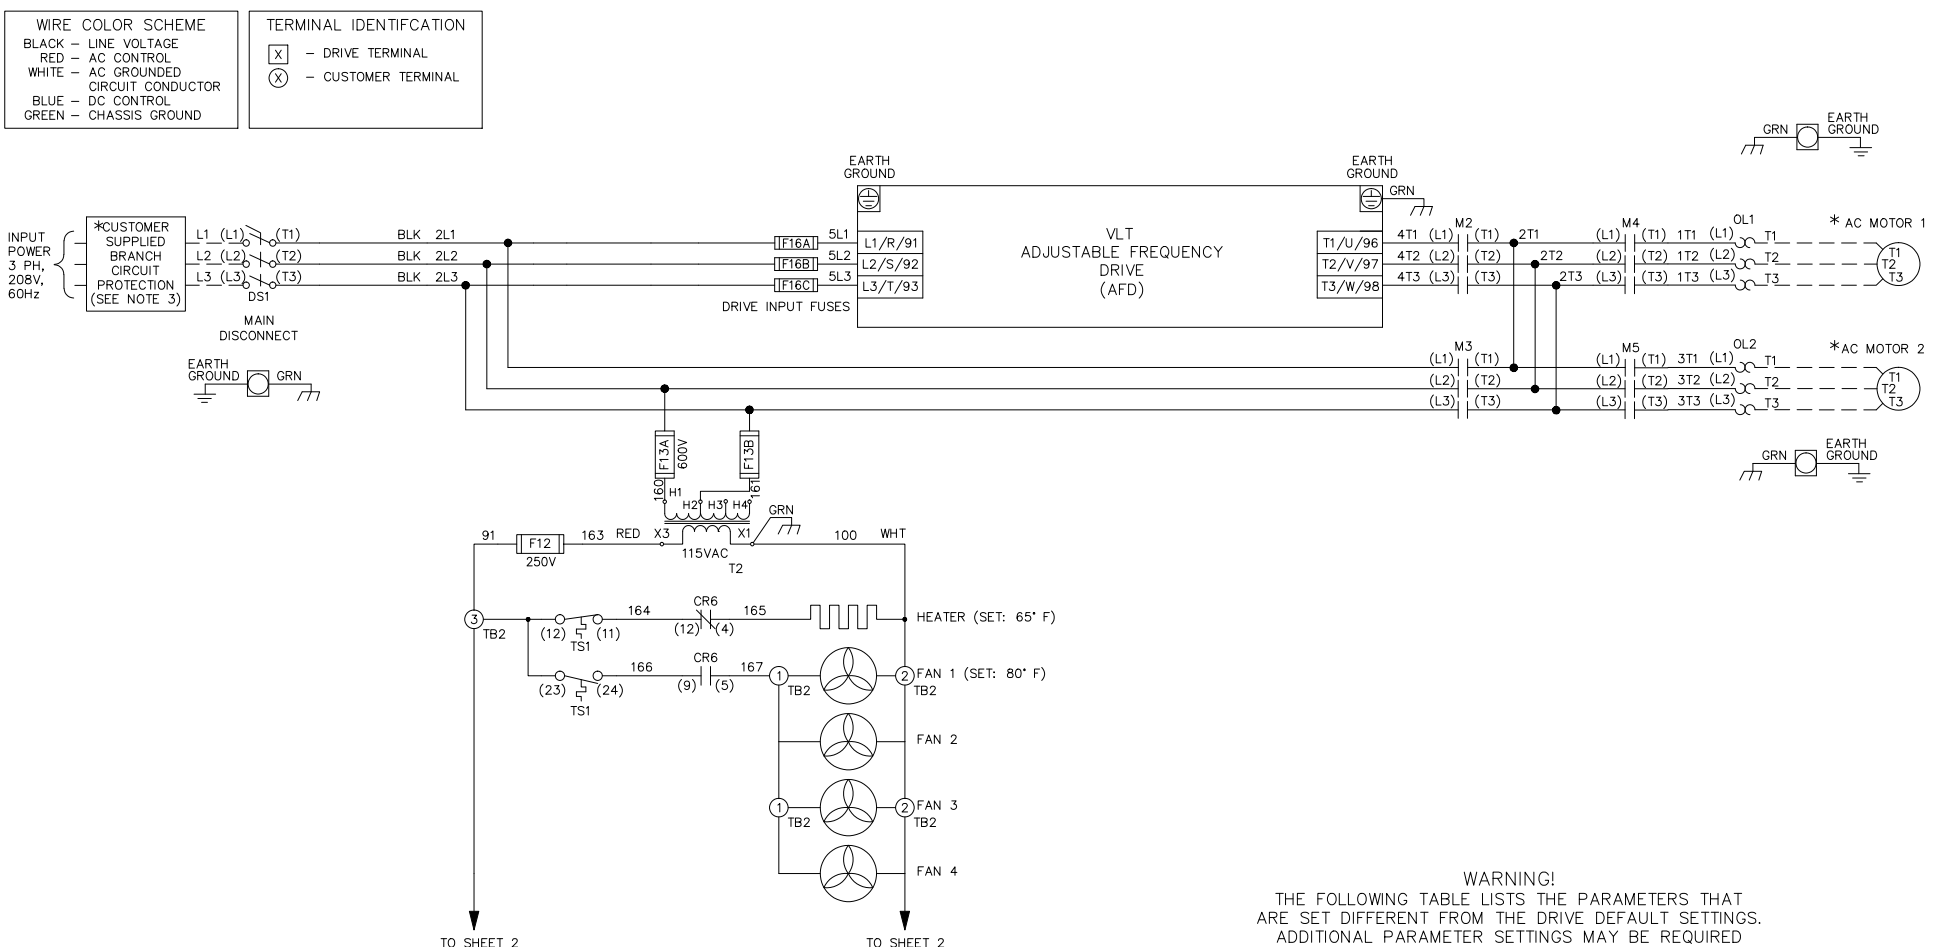 WIRE COLOR SCHEME
BLACK – LINE VOLTAGE
RED – AC CONTROL
WHITE – AC GROUNDED
CIRCUIT CONDUCTOR
BLUE – DC CONTROL
GREEN – CHASSIS GROUND
TERMINAL IDENTIFCATION
X – DRIVE TERMINAL
X – CUSTOMER TERMINAL
INPUT
POWER
3 PH,
208V,
60Hz
*CUSTOMER
SUPPLIED
BRANCH
CIRCUIT
PROTECTION
(SEE NOTE 3)
L1 (L1) (T1) BLK 2L1 F16A 5L1 L1/R/91
L2 (L2) (T2) BLK 2L2 F16B 5L2 L2/S/92
L3 (L3) (T3) BLK 2L3 F16C 5L3 L3/T/93
DS1
MAIN
DISCONNECT
DRIVE INPUT FUSES
EARTH
GROUND
GRN
EARTH
GROUND
VLT
ADJUSTABLE FREQUENCY
DRIVE
(AFD)
EARTH
GROUND
GRN
GRN
EARTH
GROUND
M2 M4 OL1
T1/U/96 4T1 (L1) (T1) 2T1 (L1) (T1) 1T1 (L1) T1
T2/V/97 4T2 (L2) (T2) 2T2 (L2) (T2) 1T2 (L2) T2
T3/W/98 4T3 (L3) (T3) 2T3 (L3) (T3) 1T3 (L3) T3
* AC MOTOR 1
T1
T2
T3
M3 M5 OL2
(L1) (T1) (L1) (T1) 3T1 (L1) T1
(L2) (T2) (L2) (T2) 3T2 (L2) T2
(L3) (T3) (L3) (T3) 3T3 (L3) T3
*AC MOTOR 2
T1
T2
T3
GRN
EARTH
GROUND
F13A
600V
F13B
160
161
H1 H2 H3 H4
GRN
91 F12 163 RED X3 X1 100 WHT
250V
115VAC
T2
3
TB2
(12) (11) 164 CR6 (12) (4) 165 HEATER (SET: 65° F)
TS1
(23) (24) 166 CR6 (9) (5) 167 1 2 FAN 1 (SET: 80° F)
TS1
TB2 TB2
FAN 2
1 2 FAN 3
TB2 TB2
FAN 4
TO SHEET 2
TO SHEET 2
WARNING!
THE FOLLOWING TABLE LISTS THE PARAMETERS THAT
ARE SET DIFFERENT FROM THE DRIVE DEFAULT SETTINGS.
ADDITIONAL PARAMETER SETTINGS MAY BE REQUIRED